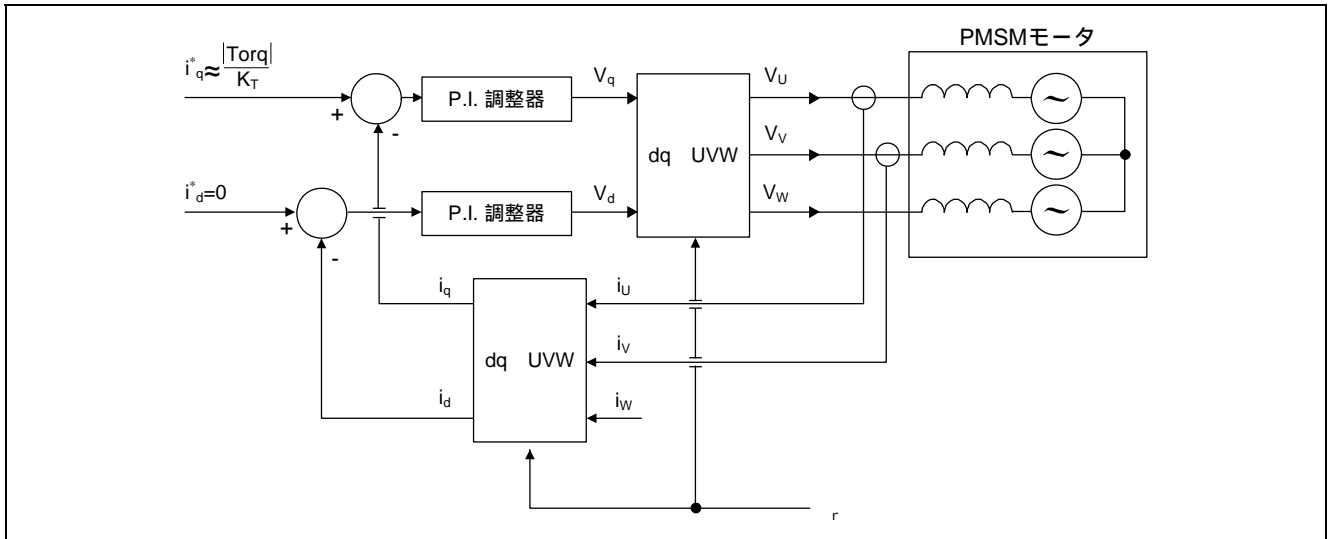 PMSMモータ
i*q≈|Torq|/KT
+
-
P.I. 調整器
Vq
dq UVW
VU
VV
VW
i*d=0
+
-
P.I. 調整器
Vd
iq
id
dq UVW
iU
iV
iW
r